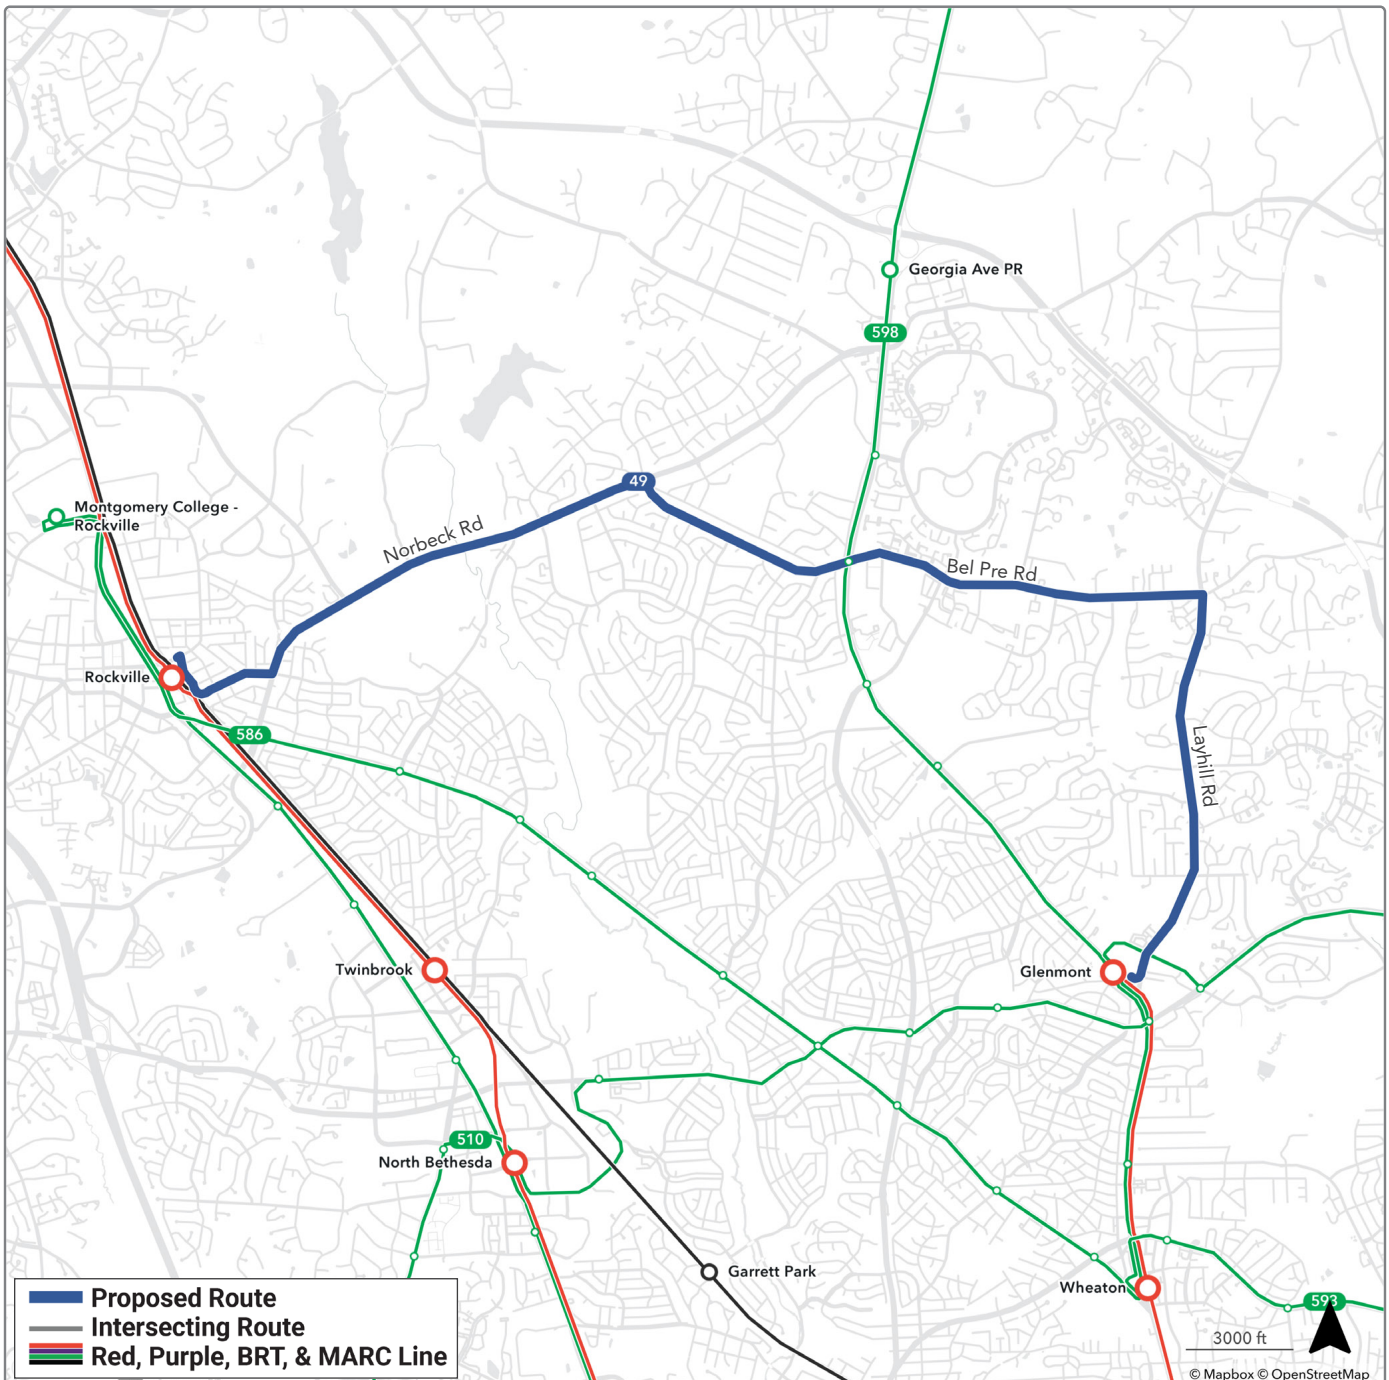 Georgia Ave PR
598
49
Montgomery College -
Rockville
Norbeck Rd
Bel Pre Rd
Rockville
586
Layhill Rd
Twinbrook
Glenmont
510
North Bethesda
Garrett Park
Wheaton
593
Proposed Route
Intersecting Route
Red, Purple, BRT, & MARC Line
3000 ft
© Mapbox © OpenStreetMap